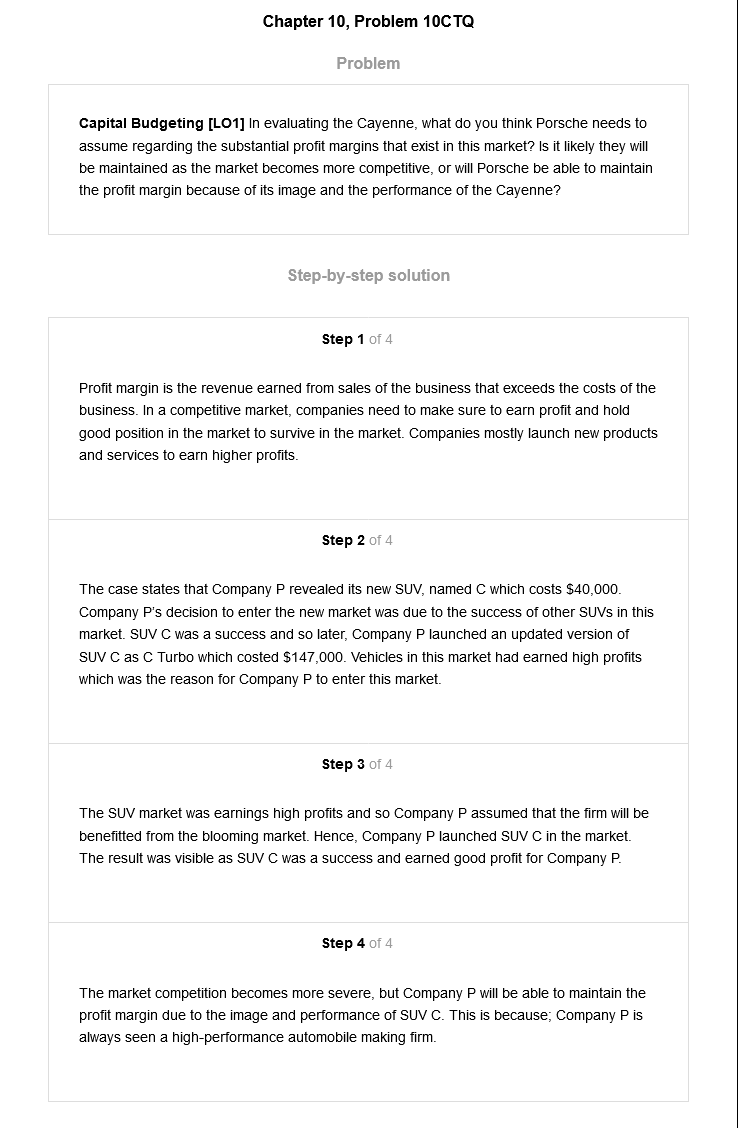 Chapter 10, Problem 10CTQ
Problem
Capital Budgeting [LO1] In evaluating the Cayenne, what do you think Porsche needs to
assume regarding the substantial profit margins that exist in this market? Is it likely they will
be maintained as the market becomes more competitive, or will Porsche be able to maintain
the profit margin because of its image and the performance of the Cayenne?
Step-by-step solution
Step 1 of 4
Profit margin is the revenue earned from sales of the business that exceeds the costs of the
business. In a competitive market, companies need to make sure to earn profit and hold
good position in the market to survive in the market. Companies mostly launch new products
and services to earn higher profits.
Step 2 of 4
The case states that Company P revealed its new SUV, named C which costs $40,000.
Company P's decision to enter the new market was due to the success of other SUVs in this
market. SUV C was a success and so later, Company P launched an updated version of
SUV C as C Turbo which costed $147,000. Vehicles in this market had earned high profits
which was the reason for Company P to enter this market.
Step 3 of 4
The SUV market was earnings high profits and so Company P assumed that the firm will be
benefitted from the blooming market. Hence, Company P launched SUV C in the market.
The result was visible as SUV C was a success and earned good profit for Company P.
Step 4 of 4
The market competition becomes more severe, but Company P will be able to maintain the
profit margin due to the image and performance of SUV C. This is because; Company P is
always seen a high-performance automobile making firm.